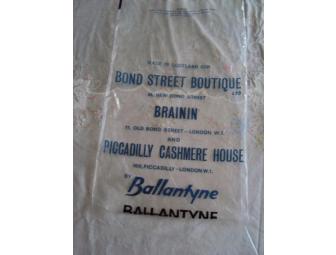 MADE IN SCOTLAND FOR
BOND STREET BOUTIQUE LTD
NEW BOND STREET
BRAININ
OLD BOND STREET - LONDON W.1.
AND
PICCADILLY CASHMERE HOUSE
PICCADILLY - LONDON W.1.
BY
Ballantyne
BALLANTYNE